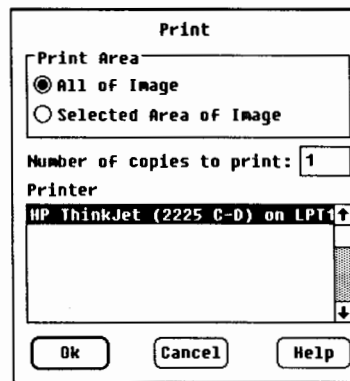 Print
Print Area
All of Image
Selected Area of Image
Number of copies to print: 1
Printer
HP ThinkJet (2225 C-D) on LPT1
Ok Cancel Help